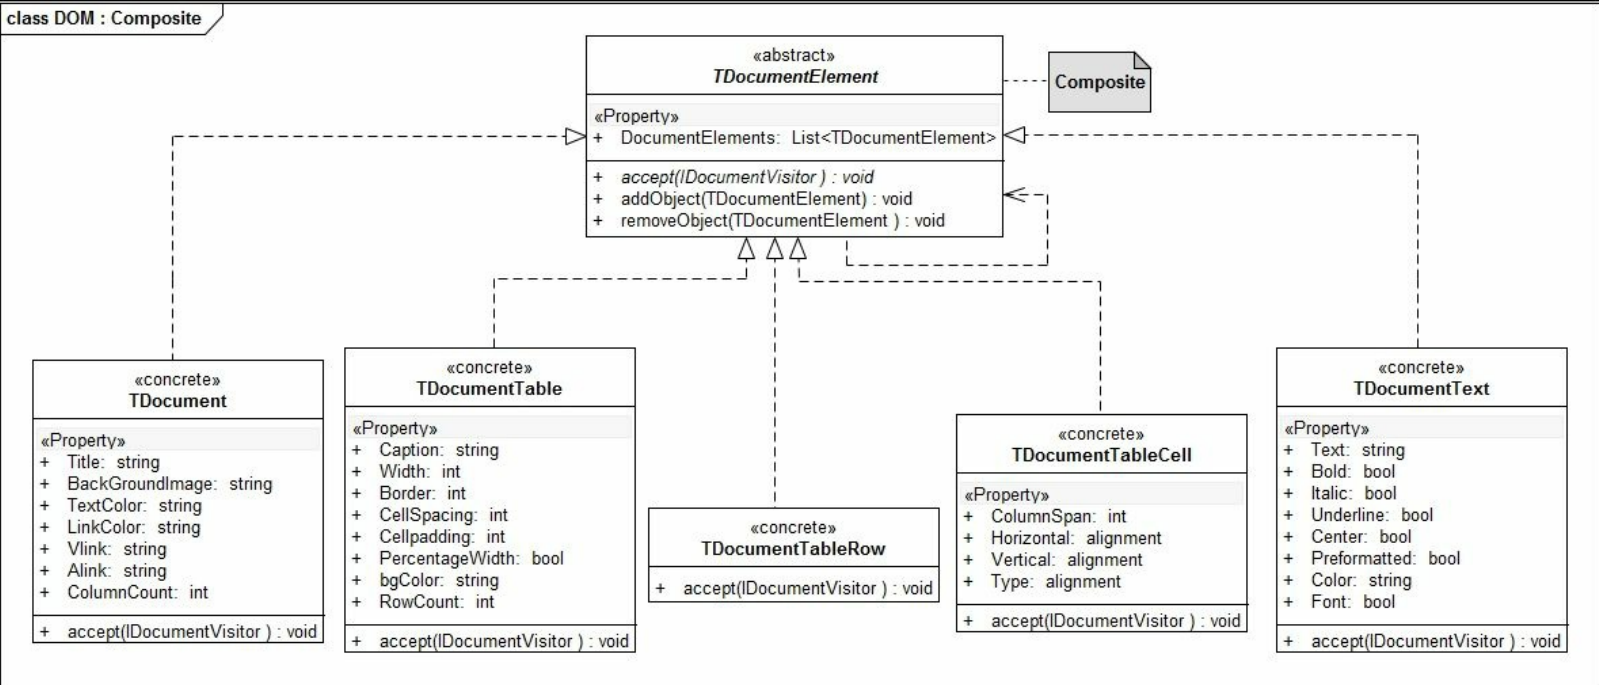 class DOM : Composite
«abstract»
TDocumentElement
«Property»
+ DocumentElements: List<TDocumentElement>
+ accept(IDocumentVisitor ) : void
+ addObject(TDocumentElement) : void
+ removeObject(TDocumentElement ) : void
Composite
«concrete»
TDocument
«Property»
+ Title: string
+ BackGroundImage: string
+ TextColor: string
+ LinkColor: string
+ Vlink: string
+ Alink: string
+ ColumnCount: int
+ accept(IDocumentVisitor ) : void
«concrete»
TDocumentTable
«Property»
+ Caption: string
+ Width: int
+ Border: int
+ CellSpacing: int
+ Cellpadding: int
+ PercentageWidth: bool
+ bgColor: string
+ RowCount: int
+ accept(IDocumentVisitor ) : void
«concrete»
TDocumentTableRow
+ accept(IDocumentVisitor ) : void
«concrete»
TDocumentTableCell
«Property»
+ ColumnSpan: int
+ Horizontal: alignment
+ Vertical: alignment
+ Type: alignment
+ accept(IDocumentVisitor ) : void
«concrete»
TDocumentText
«Property»
+ Text: string
+ Bold: bool
+ Italic: bool
+ Underline: bool
+ Center: bool
+ Preformatted: bool
+ Color: string
+ Font: bool
+ accept(IDocumentVisitor ) : void